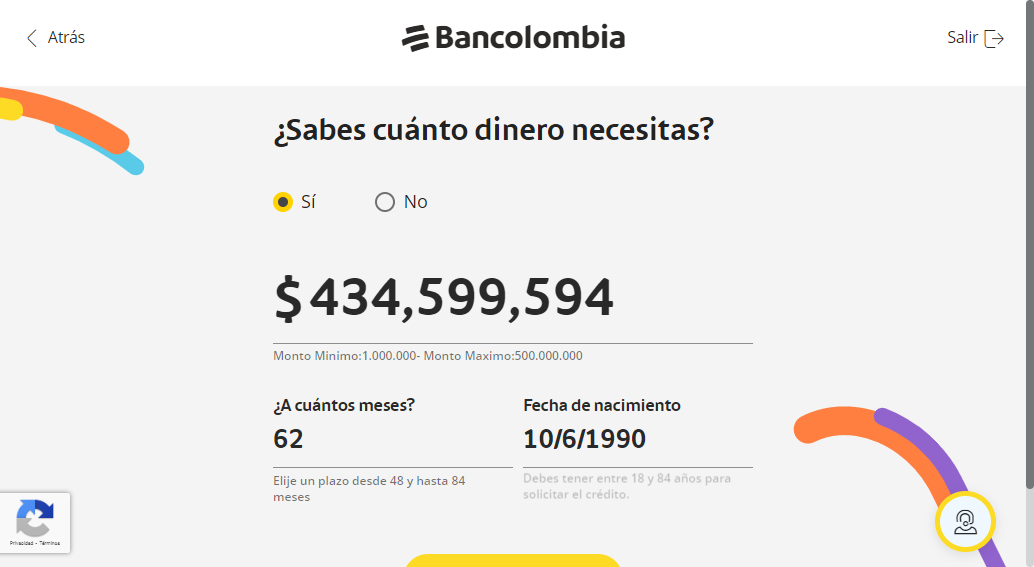 Atrás
Bancolombia
Salir
¿Sabes cuánto dinero necesitas?
Sí
No
$ 434,599,594
Monto Minimo:1.000.000- Monto Maximo:500.000.000
¿A cuántos meses?
Fecha de nacimiento
62
10/6/1990
Elije un plazo desde 48 y hasta 84
meses
Debes tener entre 18 y 84 años para
solicitar el crédito.
Privacidad - Términos